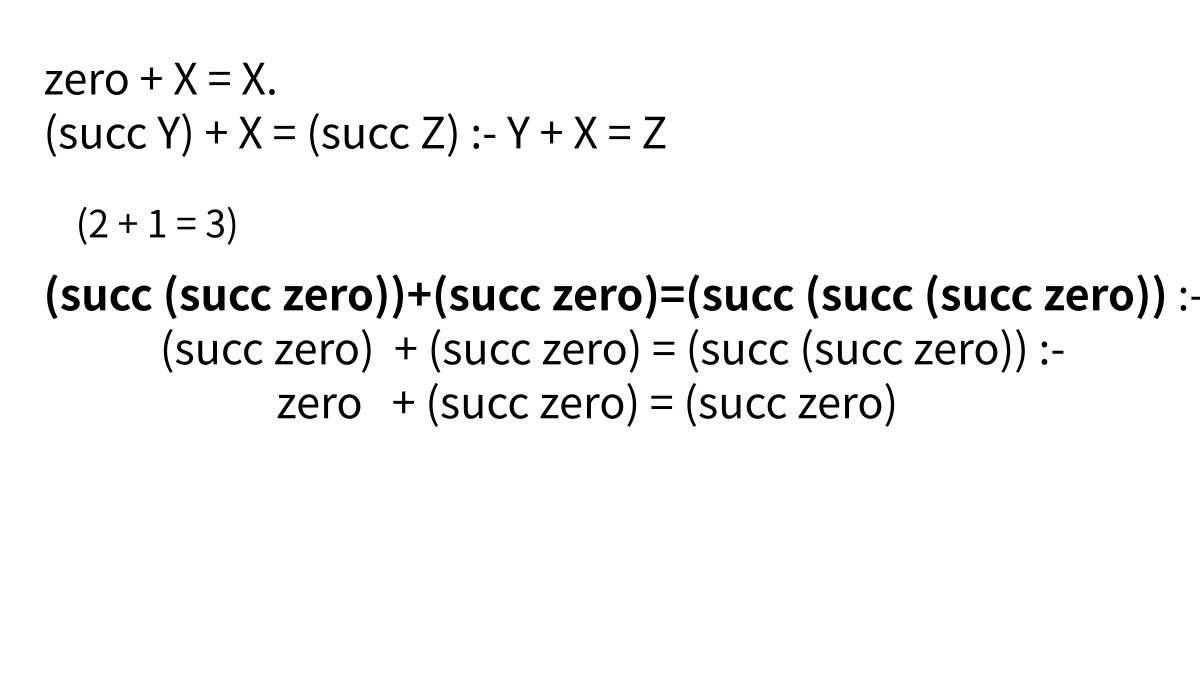 zero + X = X.
(succ Y) + X = (succ Z) :- Y + X = Z
(2 + 1 = 3)
(succ (succ zero))+(succ zero)=(succ (succ (succ zero)) :-
(succ zero) + (succ zero) = (succ (succ zero)) :-
zero + (succ zero) = (succ zero)